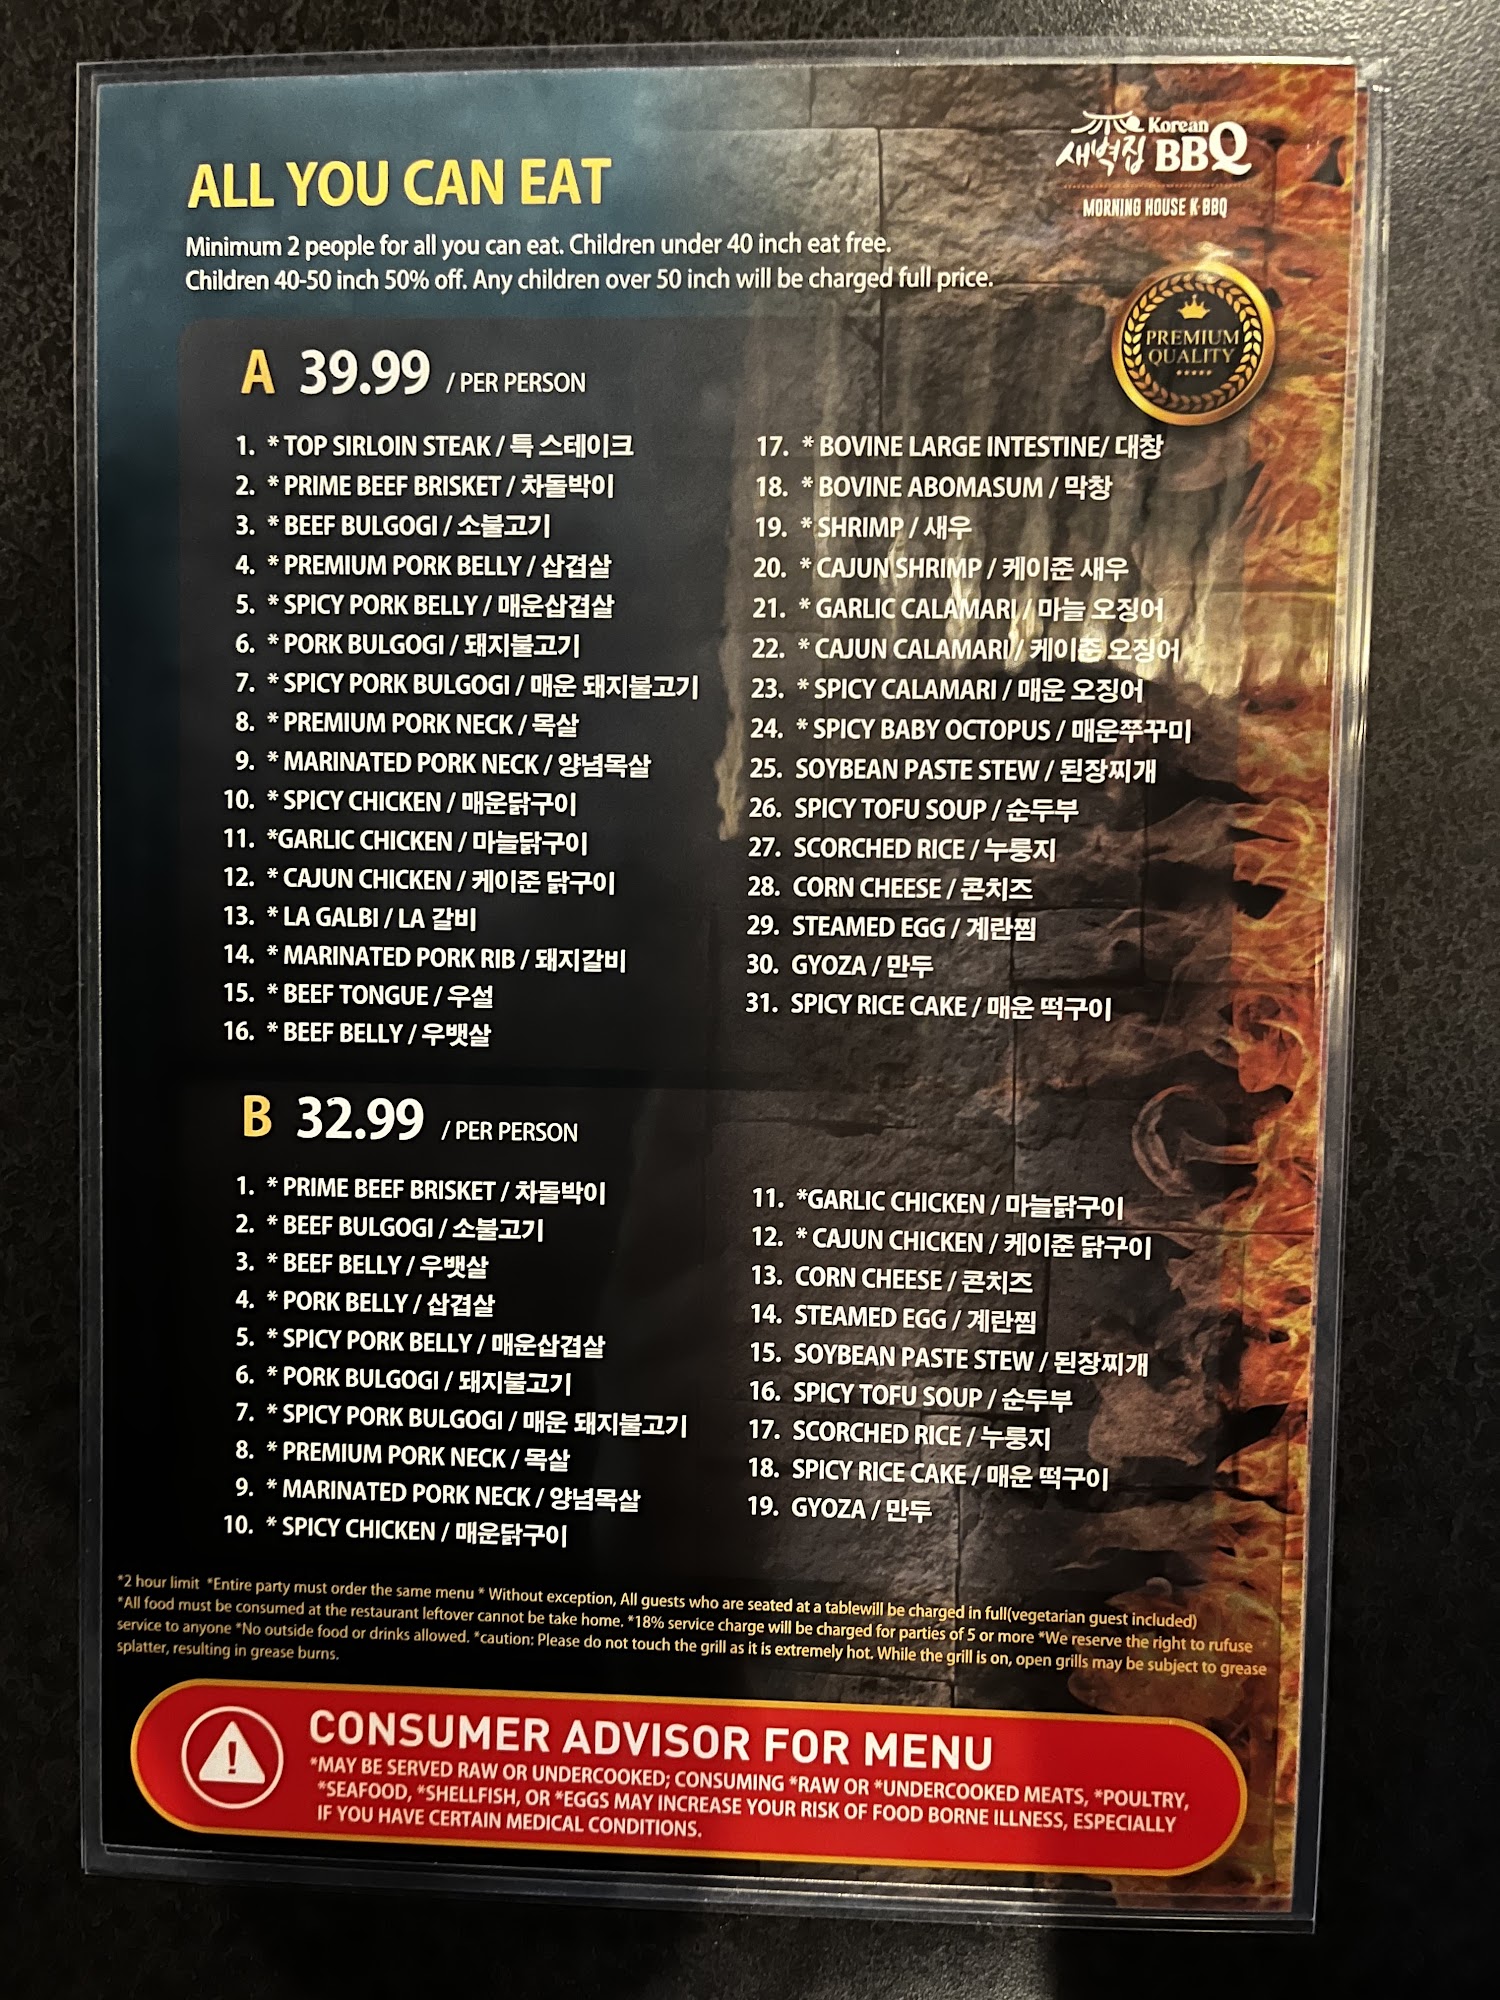 새벽집 Korean BBQ
MORNING HOUSE K-BBQ
ALL YOU CAN EAT
Minimum 2 people for all you can eat. Children under 40 inch eat free.
Children 40-50 inch 50% off. Any children over 50 inch will be charged full price.
PREMIUM
QUALITY
A 39.99 / PER PERSON
1. * TOP SIRLOIN STEAK / 특 스테이크
2. * PRIME BEEF BRISKET / 차돌박이
3. * BEEF BULGOGI / 소불고기
4. * PREMIUM PORK BELLY / 삽겹살
5. * SPICY PORK BELLY / 매운삽겹살
6. * PORK BULGOGI / 돼지불고기
7. * SPICY PORK BULGOGI / 매운 돼지불고기
8. * PREMIUM PORK NECK / 목살
9. * MARINATED PORK NECK / 양념목살
10. * SPICY CHICKEN / 매운닭구이
11. *GARLIC CHICKEN / 마늘닭구이
12. * CAJUN CHICKEN / 케이준 닭구이
13. * LA GALBI / LA 갈비
14. * MARINATED PORK RIB / 돼지갈비
15. * BEEF TONGUE / 우설
16. * BEEF BELLY / 우뱃살
17. * BOVINE LARGE INTESTINE/ 대창
18. * BOVINE ABOMASUM / 막창
19. * SHRIMP / 새우
20. * CAJUN SHRIMP / 케이준 새우
21. * GARLIC CALAMARI / 마늘 오징어
22. * CAJUN CALAMARI / 케이준 오징어
23. * SPICY CALAMARI / 매운 오징어
24. * SPICY BABY OCTOPUS / 매운쭈꾸미
25. SOYBEAN PASTE STEW / 된장찌개
26. SPICY TOFU SOUP / 순두부
27. SCORCHED RICE / 누룽지
28. CORN CHEESE / 콘치즈
29. STEAMED EGG / 계란찜
30. GYOZA / 만두
31. SPICY RICE CAKE / 매운 떡구이
B 32.99 / PER PERSON
1. * PRIME BEEF BRISKET / 차돌박이
2. * BEEF BULGOGI / 소불고기
3. * BEEF BELLY / 우뱃살
4. * PORK BELLY / 삽겹살
5. * SPICY PORK BELLY / 매운삽겹살
6. * PORK BULGOGI / 돼지불고기
7. * SPICY PORK BULGOGI / 매운 돼지불고기
8. * PREMIUM PORK NECK / 목살
9. * MARINATED PORK NECK / 양념목살
10. * SPICY CHICKEN / 매운닭구이
11. *GARLIC CHICKEN / 마늘닭구이
12. * CAJUN CHICKEN / 케이준 닭구이
13. CORN CHEESE / 콘치즈
14. STEAMED EGG / 계란찜
15. SOYBEAN PASTE STEW / 된장찌개
16. SPICY TOFU SOUP / 순두부
17. SCORCHED RICE / 누룽지
18. SPICY RICE CAKE / 매운 떡구이
19. GYOZA / 만두
*2 hour limit *Entire party must order the same menu * Without exception, All guests who are seated at a tablewill be charged in full(vegetarian guest included)
*All food must be consumed at the restaurant leftover cannot be take home. *18% service charge will be charged for parties of 5 or more *We reserve the right to rufuse
service to anyone *No outside food or drinks allowed. *caution: Please do not touch the grill as it is extremely hot. While the grill is on, open grills may be subject to grease
splatter, resulting in grease burns.
CONSUMER ADVISOR FOR MENU
*MAY BE SERVED RAW OR UNDERCOOKED; CONSUMING *RAW OR *UNDERCOOKED MEATS, *POULTRY,
*SEAFOOD, *SHELLFISH, OR *EGGS MAY INCREASE YOUR RISK OF FOOD BORNE ILLNESS, ESPECIALLY
IF YOU HAVE CERTAIN MEDICAL CONDITIONS.